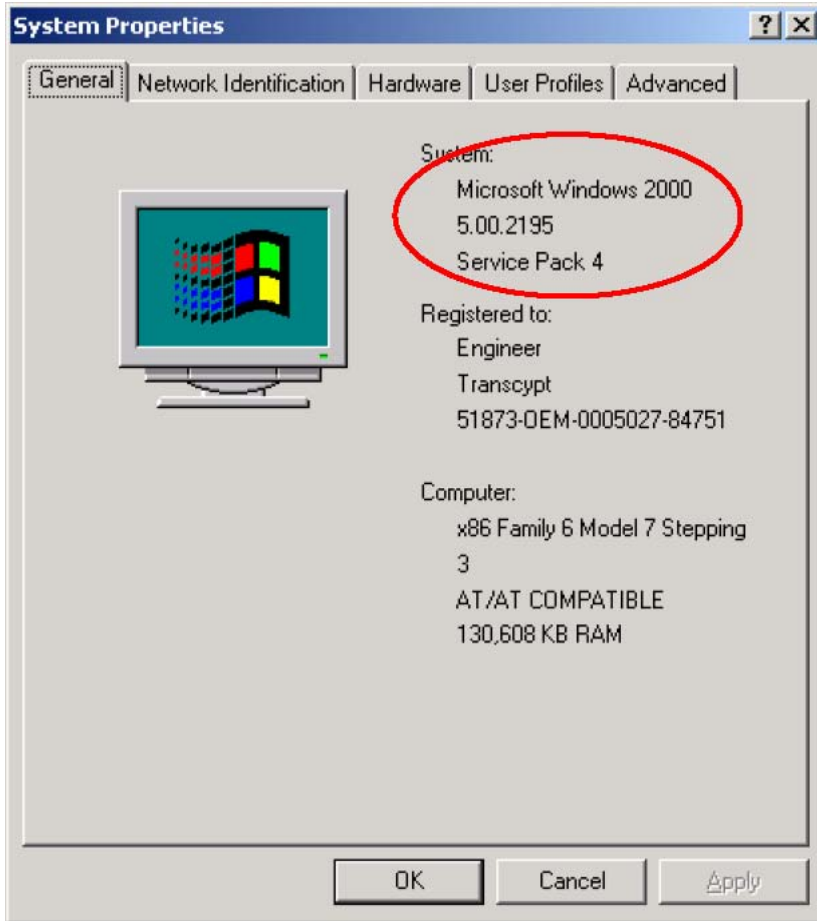 System Properties
General
Network Identification
Hardware
User Profiles
Advanced
System:
Microsoft Windows 2000
5.00.2195
Service Pack 4
Registered to:
Engineer
Transcypt
51873-OEM-0005027-84751
Computer:
x86 Family 6 Model 7 Stepping
3
AT/AT COMPATIBLE
130,608 KB RAM
OK
Cancel
Apply